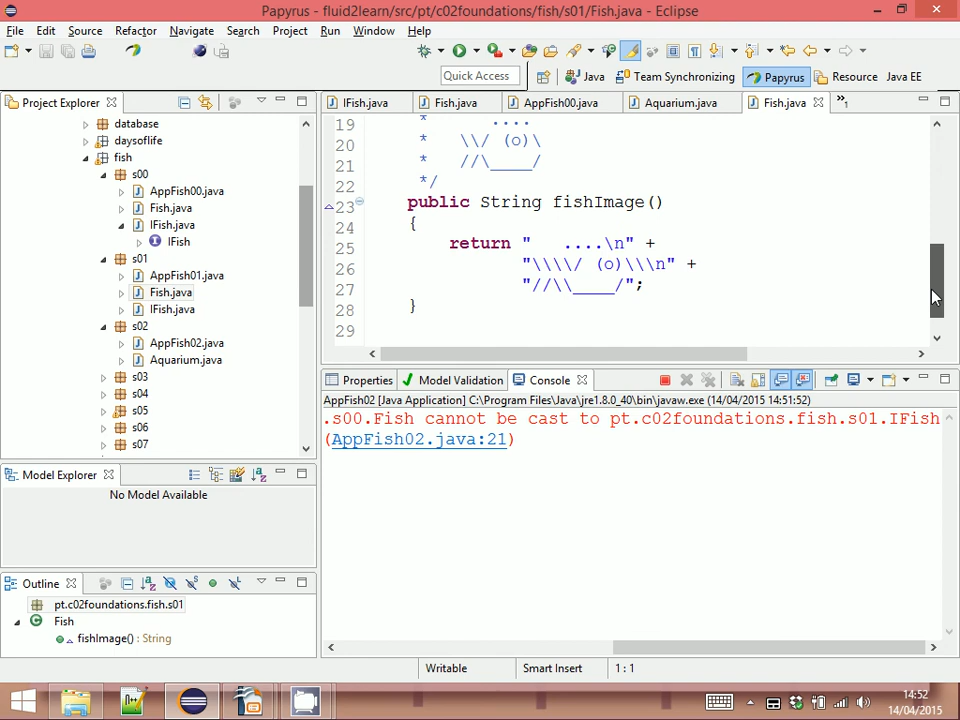 Papyrus - fluid2learn/src/pt/c02foundations/fish/s01/Fish.java - Eclipse
File Edit Source Refactor Navigate Search Project Run Window Help
Quick Access Java Team Synchronizing Papyrus Resource Java EE
Project Explorer
database
daysoflife
fish
s00
AppFish00.java
Fish.java
IFish.java
IFish
s01
AppFish01.java
Fish.java
IFish.java
s02
AppFish02.java
Aquarium.java
s03
s04
s05
s06
s07
IFish.java Fish.java AppFish00.java Aquarium.java Fish.java 1
19 * ....
20 * \\/ (o)\
21 * //\____/
22 */
23 public String fishImage()
24 {
25 return "   ....\n" +
26 "\\\\/ (o)\\\n" +
27 "//\\____/";
28 }
29
Model Explorer
No Model Available
Outline
pt.c02foundations.fish.s01
Fish
fishImage() : String
Properties Model Validation Console
AppFish02 [Java Application] C:\Program Files\Java\jre1.8.0_40\bin\javaw.exe (14/04/2015 14:51:52)
.s00.Fish cannot be cast to pt.c02foundations.fish.s01.IFish
(AppFish02.java:21)
Writable Smart Insert 1 : 1
14:52
14/04/2015